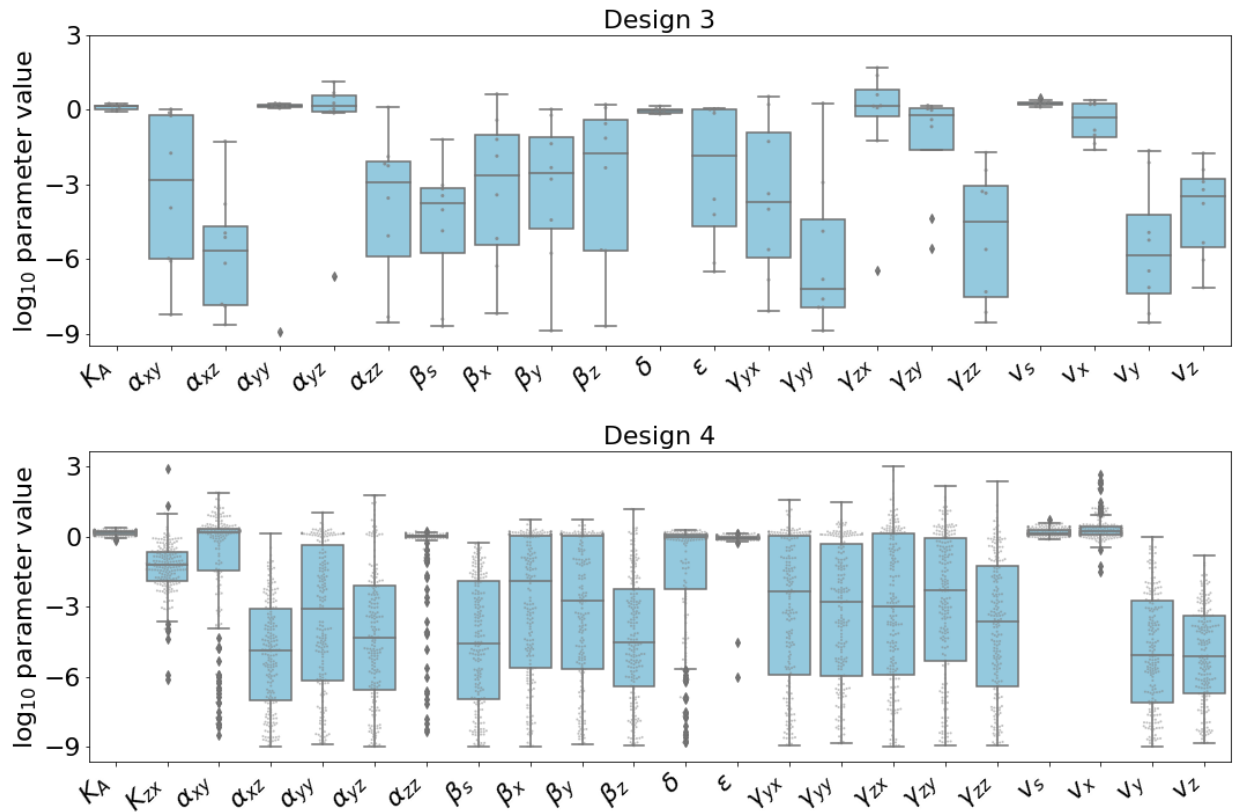 Design 3
log₁₀ parameter value
3
0
−3
−6
−9
K_A α_xy α_xz α_yy α_yz α_zz β_s β_x β_y β_z δ ε γ_yx γ_yy γ_zx γ_zy γ_zz v_s v_x v_y v_z
Design 4
log₁₀ parameter value
3
0
−3
−6
−9
K_A K_zx α_xy α_xz α_yy α_yz α_zz β_s β_x β_y β_z δ ε γ_yx γ_yy γ_zx γ_zy γ_zz v_s v_x v_y v_z